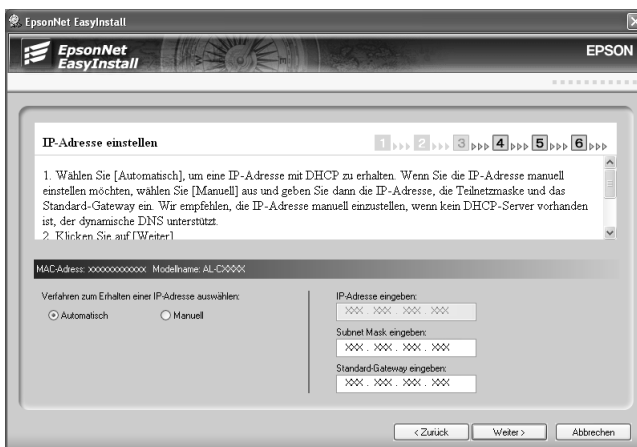 EpsonNet EasyInstall
EpsonNet
EasyInstall
EPSON
IP-Adresse einstellen
1 2 3 4 5 6
1. Wählen Sie [Automatisch], um eine IP-Adresse mit DHCP zu erhalten. Wenn Sie die IP-Adresse manuell
einstellen möchten, wählen Sie [Manuell] aus und geben Sie dann die IP-Adresse, die Teilnetzmaske und das
Standard-Gateway ein. Wir empfehlen, die IP-Adresse manuell einzustellen, wenn kein DHCP-Server vorhanden
ist, der dynamische DNS unterstützt.
2. Klicken Sie auf [Weiter]
MAC-Adress: xxxxxxxxxxxx Modellname: AL-CXXXX
Verfahren zum Erhalten einer IP-Adresse auswählen:
Automatisch Manuell
IP-Adresse eingeben:
XXX . XXX . XXX . XXX
Subnet Mask eingeben:
XXX . XXX . XXX . XXX
Standard-Gateway eingeben:
XXX . XXX . XXX . XXX
< Zurück Weiter > Abbrechen